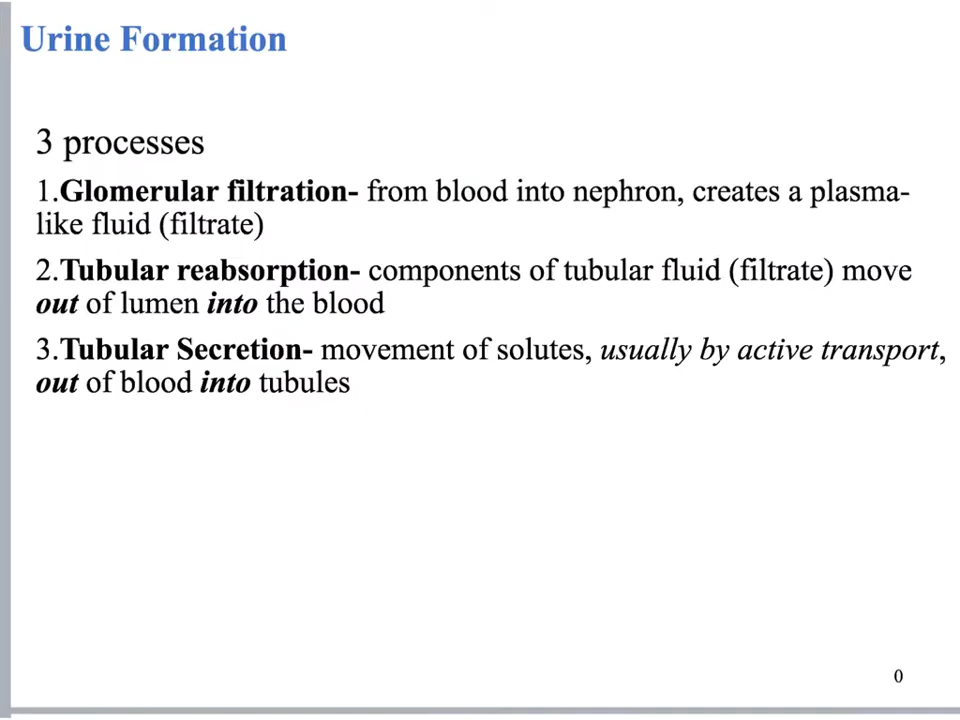 Urine Formation
3 processes
1.Glomerular filtration- from blood into nephron, creates a plasma-
like fluid (filtrate)
2.Tubular reabsorption- components of tubular fluid (filtrate) move
out of lumen into the blood
3.Tubular Secretion- movement of solutes, usually by active transport,
out of blood into tubules
0